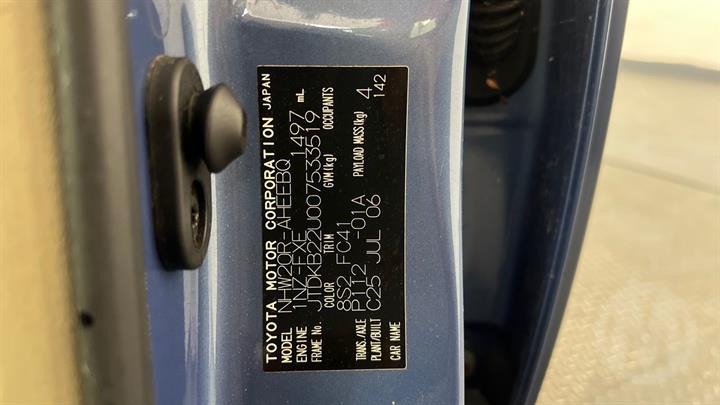 TOYOTA MOTOR CORPORATION JAPAN
MODEL NHW20R-AHEEBQ
ENGINE 1NZ-FXE 1497 mL
FRAME No. JTDKB22U007533519
COLOR TRIM GVM(kg) OCCUPANTS
8S2 FC41 4
TRANS./AXLE P112 -01A PAYLOAD MASS(kg) 142
PLANT/BUILT C25 JUL 06
CAR NAME